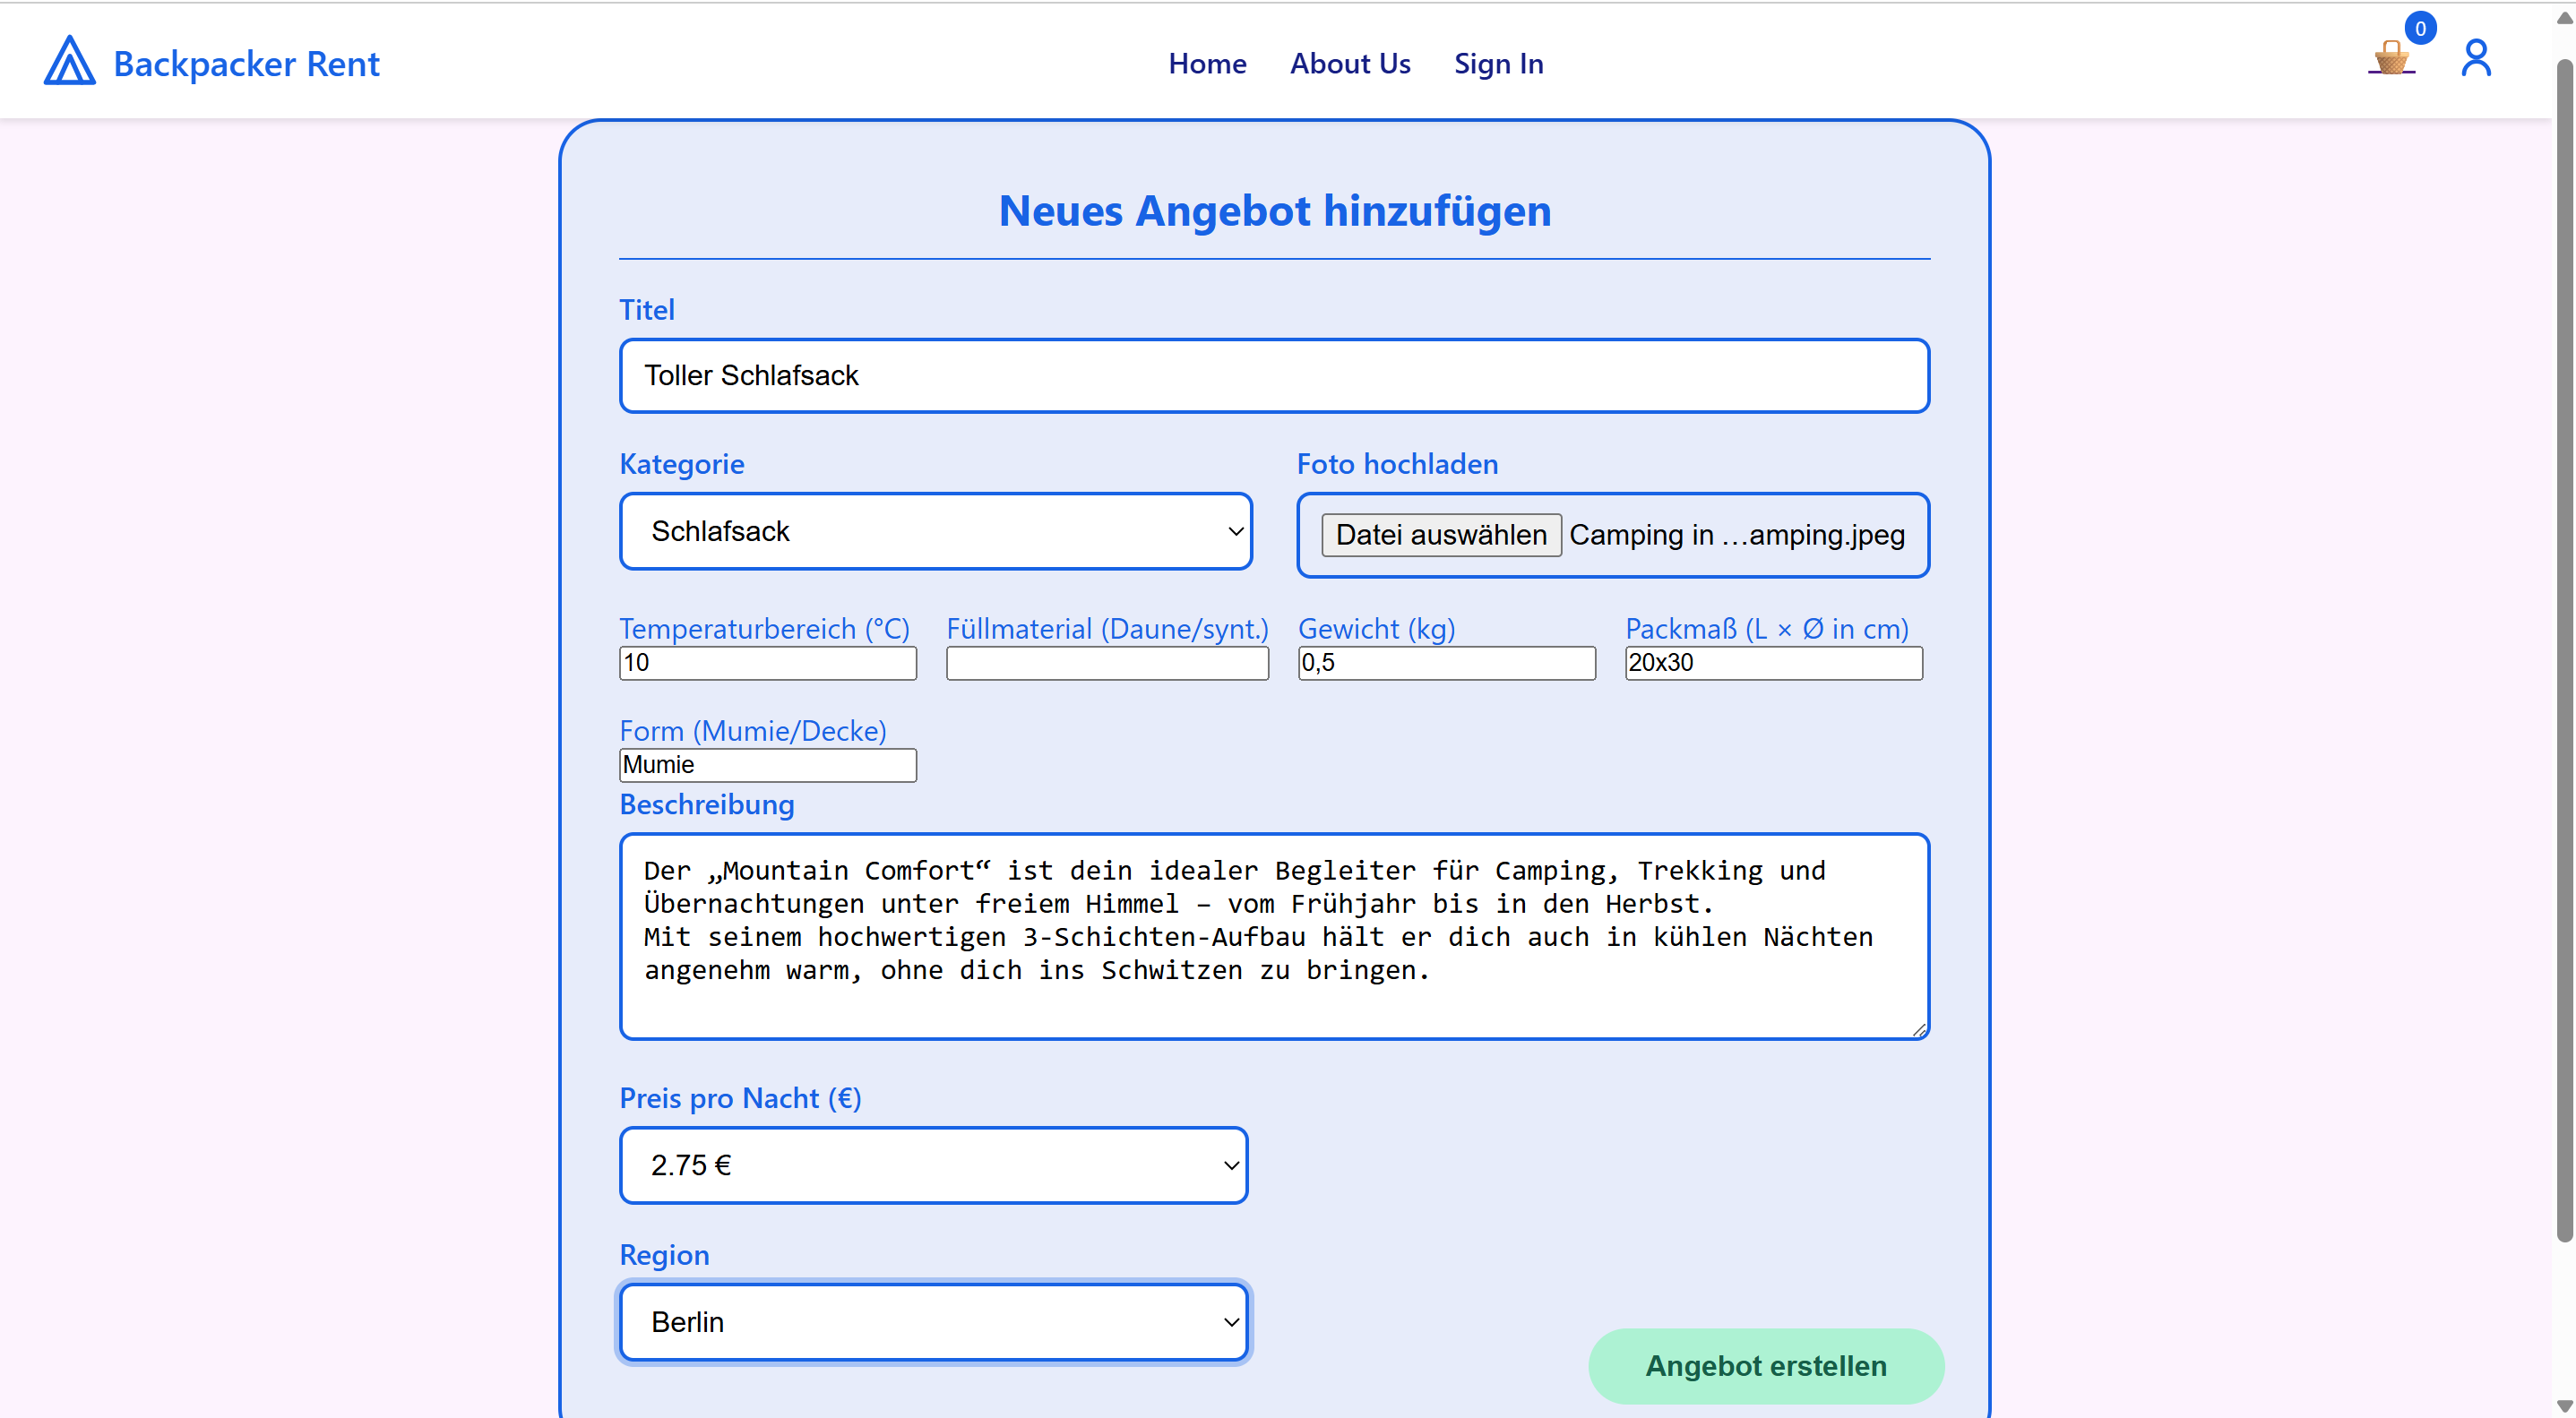 Backpacker Rent
Home About Us Sign In
0
Neues Angebot hinzufügen
Titel
Toller Schlafsack
Kategorie Foto hochladen
Schlafsack Datei auswählen Camping in …amping.jpeg
Temperaturbereich (°C) Füllmaterial (Daune/synt.) Gewicht (kg) Packmaß (L × Ø in cm)
10 0,5 20x30
Form (Mumie/Decke)
Mumie
Beschreibung
Der „Mountain Comfort“ ist dein idealer Begleiter für Camping, Trekking und
Übernachtungen unter freiem Himmel – vom Frühjahr bis in den Herbst.
Mit seinem hochwertigen 3-Schichten-Aufbau hält er dich auch in kühlen Nächten
angenehm warm, ohne dich ins Schwitzen zu bringen.
Preis pro Nacht (€)
2.75 €
Region
Berlin
Angebot erstellen